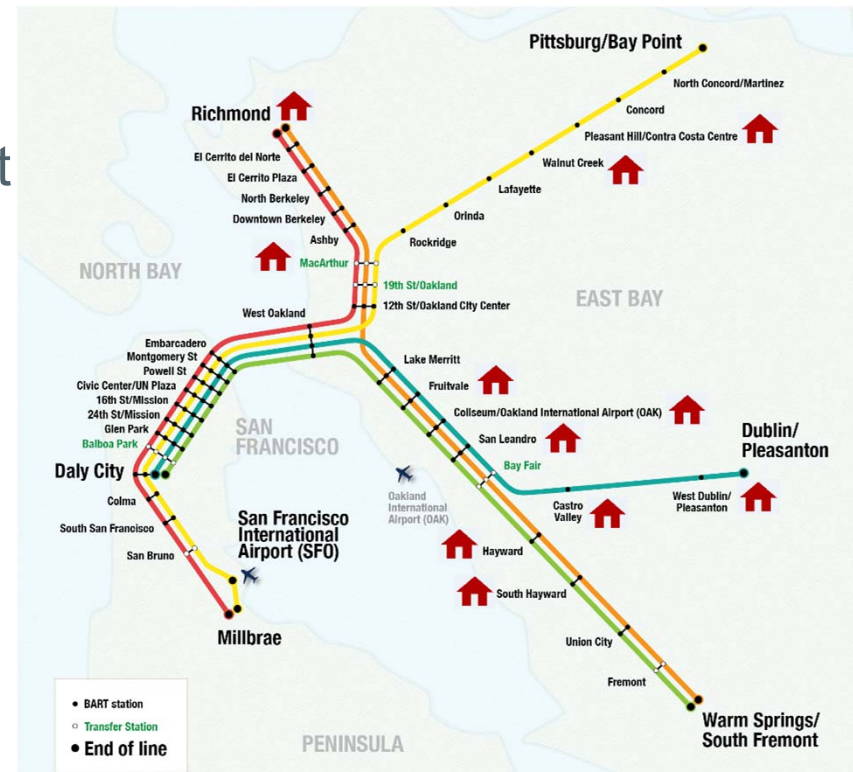 t
Pittsburg/Bay Point
North Concord/Martinez
Concord
Pleasant Hill/Contra Costa Centre
Walnut Creek
Lafayette
Orinda
Rockridge
Richmond
El Cerrito del Norte
El Cerrito Plaza
North Berkeley
Downtown Berkeley
Ashby
MacArthur
19th St/Oakland
12th St/Oakland City Center
NORTH BAY
EAST BAY
West Oakland
Embarcadero
Montgomery St
Powell St
Civic Center/UN Plaza
16th St/Mission
24th St/Mission
Glen Park
Balboa Park
Daly City
SAN
FRANCISCO
Lake Merritt
Fruitvale
Coliseum/Oakland International Airport (OAK)
San Leandro
Bay Fair
Dublin/
Pleasanton
Oakland
International
Airport (OAK)
Castro
Valley
West Dublin/
Pleasanton
Colma
South San Francisco
San Bruno
San Francisco
International
Airport (SFO)
Millbrae
Hayward
South Hayward
Union City
Fremont
Warm Springs/
South Fremont
BART station
Transfer Station
End of line
PENINSULA